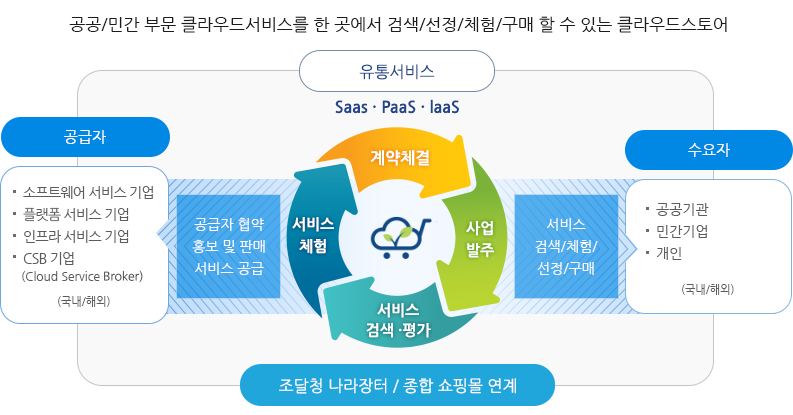 공공/민간 부문 클라우드서비스를 한 곳에서 검색/선정/체험/구매 할 수 있는 클라우드스토어
유통서비스
Saas · PaaS · IaaS
공급자
• 소프트웨어 서비스 기업
• 플랫폼 서비스 기업
• 인프라 서비스 기업
• CSB 기업
(Cloud Service Broker)
(국내/해외)
공급자 협약
홍보 및 판매
서비스 공급
계약체결
서비스
체험
사업
발주
서비스
검색·평가
서비스
검색/체험/
선정/구매
수요자
• 공공기관
• 민간기업
• 개인
(국내/해외)
조달청 나라장터 / 종합 쇼핑몰 연계